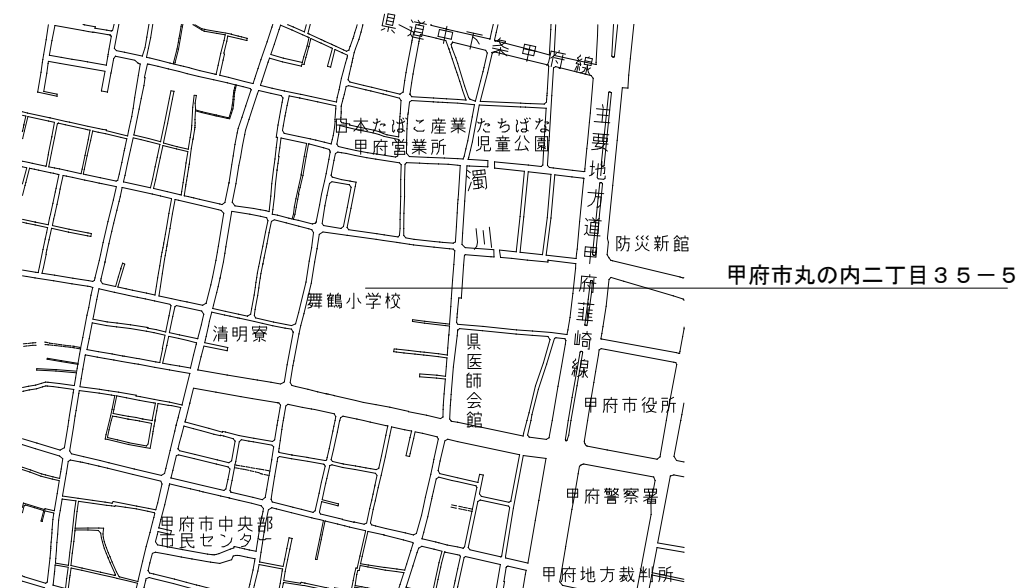 県道中下条甲府線
主要地方道甲府韮崎線
日本たばこ産業
甲府営業所
たちばな
児童公園
濁川
防災新館
甲府市丸の内二丁目３５－５
舞鶴小学校
清明寮
県医師会館
甲府市役所
甲府警察署
甲府市中央部
市民センター
甲府地方裁判所